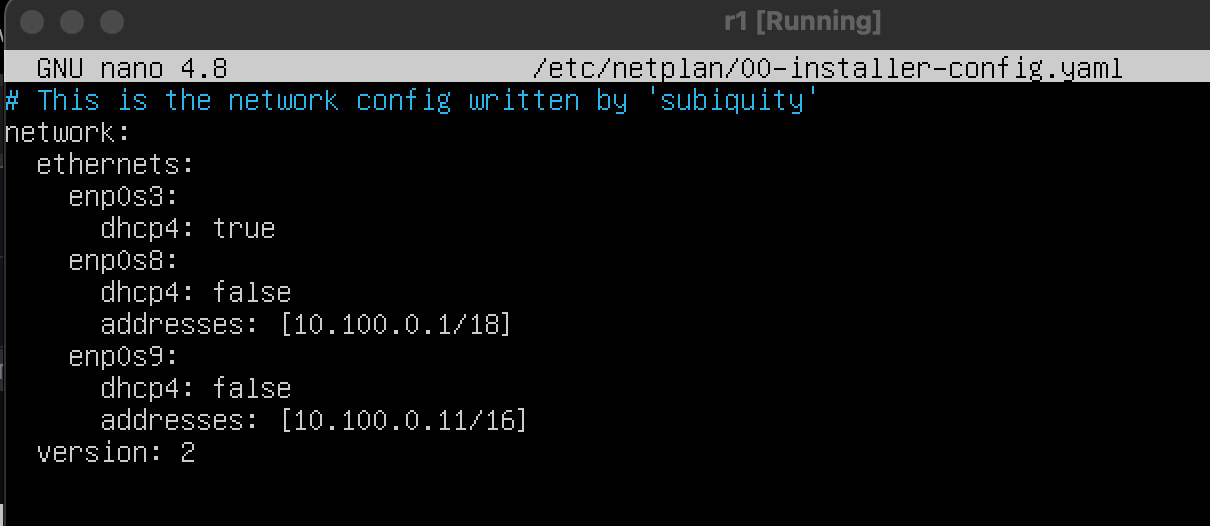 r1 [Running]
GNU nano 4.8 /etc/netplan/00-installer-config.yaml
# This is the network config written by 'subiquity'
network:
  ethernets:
    enp0s3:
      dhcp4: true
    enp0s8:
      dhcp4: false
      addresses: [10.100.0.1/18]
    enp0s9:
      dhcp4: false
      addresses: [10.100.0.11/16]
  version: 2